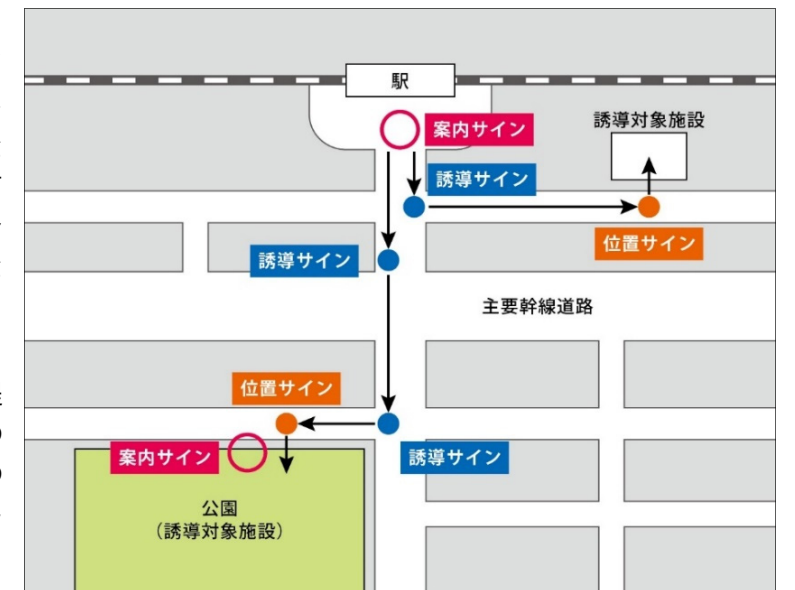 駅
案内サイン
誘導対象施設
誘導サイン
位置サイン
誘導サイン
主要幹線道路
位置サイン
案内サイン
誘導サイン
公園
（誘導対象施設）